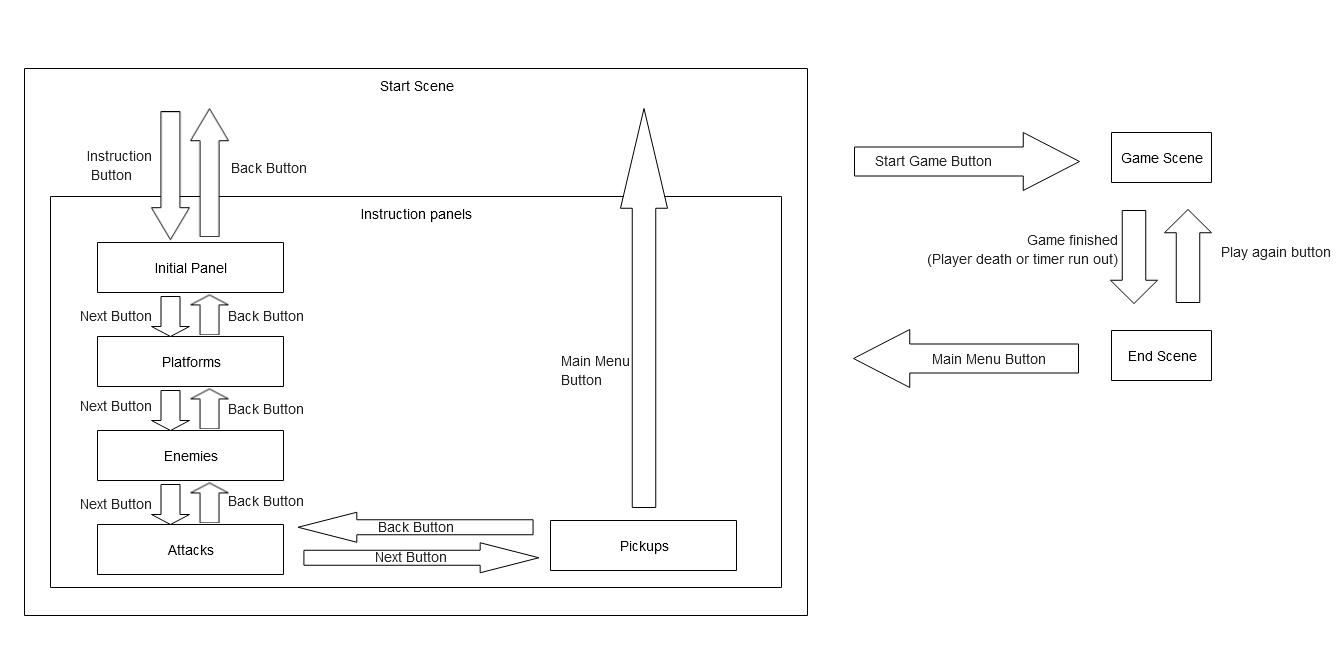 Start Scene
Instruction
Button
Back Button
Instruction panels
Initial Panel
Next Button
Back Button
Platforms
Next Button
Back Button
Enemies
Next Button
Back Button
Attacks
Back Button
Next Button
Pickups
Main Menu
Button
Start Game Button
Game Scene
Game finished
(Player death or timer run out)
Play again button
Main Menu Button
End Scene